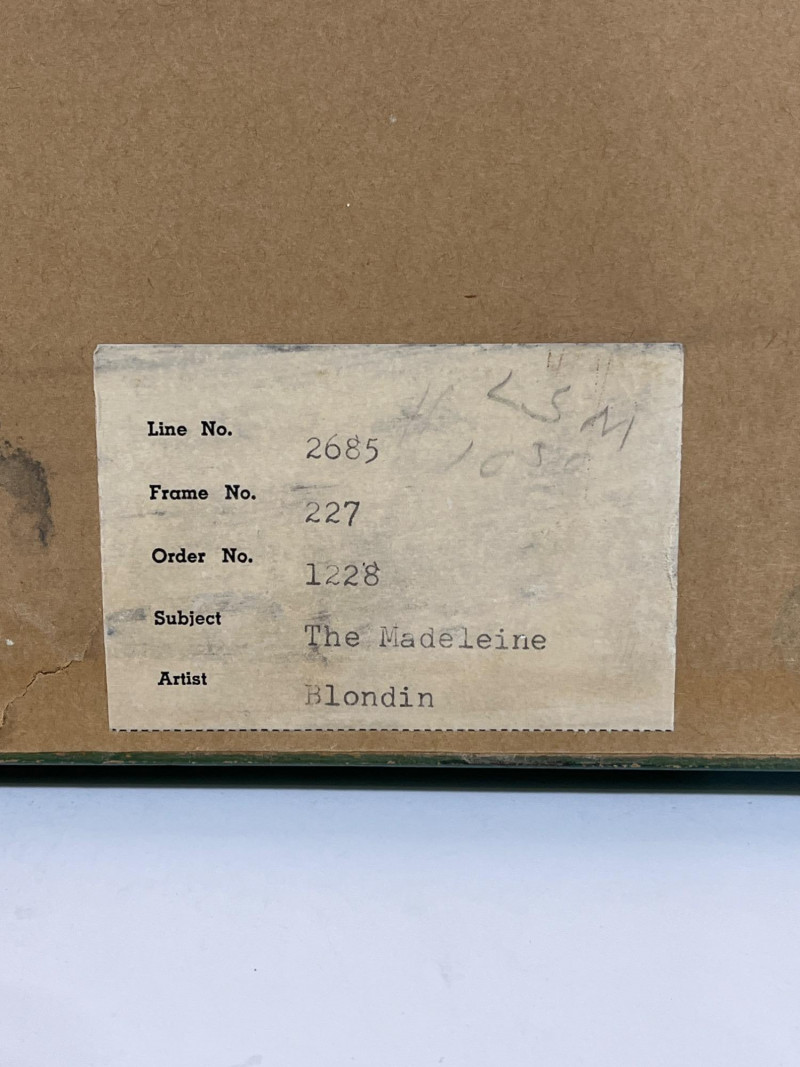 Line No. 2685
Frame No. 227
Order No. 1228
Subject The Madeleine
Artist Blondin